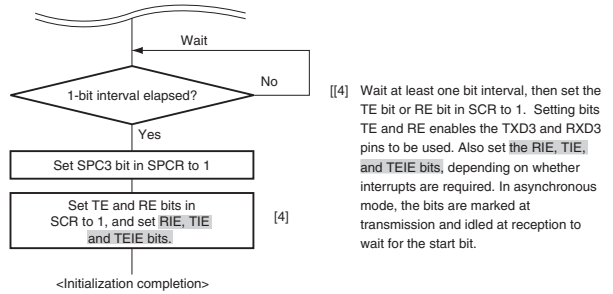 Wait
No
1-bit interval elapsed?
Yes
Set SPC3 bit in SPCR to 1
Set TE and RE bits in
SCR to 1, and set RIE, TIE
and TEIE bits.
[4]
<Initialization completion>
[[4] Wait at least one bit interval, then set the
TE bit or RE bit in SCR to 1. Setting bits
TE and RE enables the TXD3 and RXD3
pins to be used. Also set the RIE, TIE,
and TEIE bits, depending on whether
interrupts are required. In asynchronous
mode, the bits are marked at
transmission and idled at reception to
wait for the start bit.